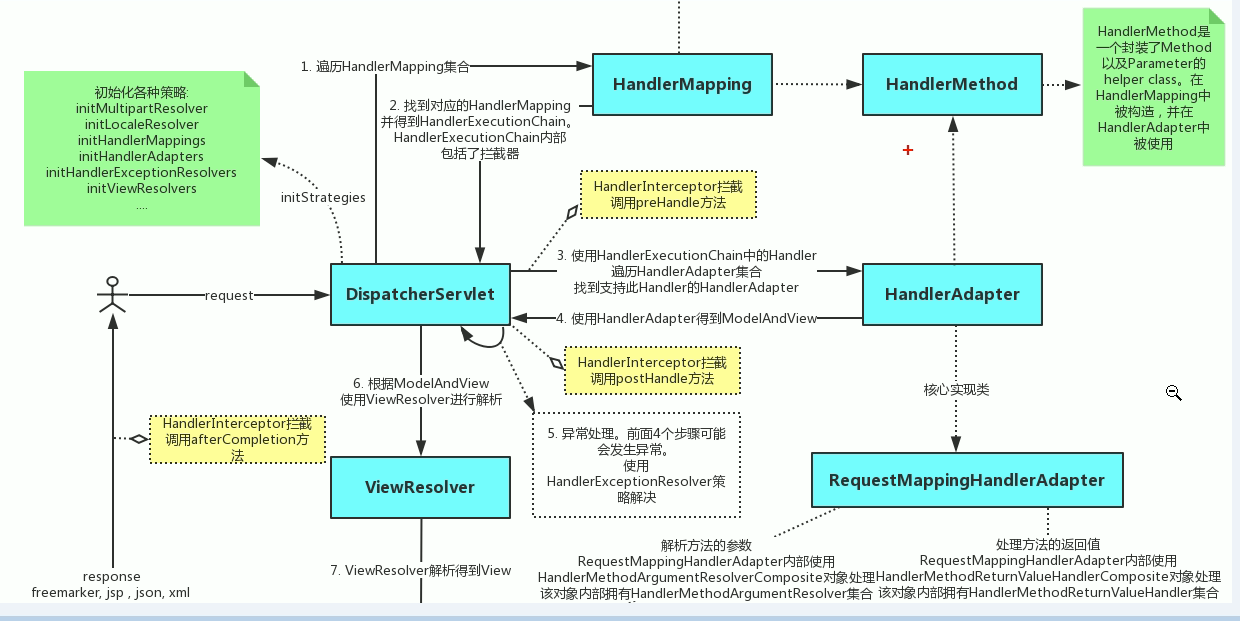 HandlerMethod是
一个封装了Method
以及Parameter的
helper class。在
HandlerMapping中
被构造，并在
HandlerAdapter中
被使用
1. 遍历HandlerMapping集合
HandlerMapping
HandlerMethod
初始化各种策略:
initMultipartResolver
initLocaleResolver
initHandlerMappings
initHandlerAdapters
initHandlerExceptionResolvers
initViewResolvers
....
2. 找到对应的HandlerMapping
并得到HandlerExecutionChain。
HandlerExecutionChain内部
包括了拦截器
initStrategies
HandlerInterceptor拦截
调用preHandle方法
3. 使用HandlerExecutionChain中的Handler
遍历HandlerAdapter集合
找到支持此Handler的HandlerAdapter
request
DispatcherServlet
HandlerAdapter
4. 使用HandlerAdapter得到ModelAndView
HandlerInterceptor拦截
调用postHandle方法
6. 根据ModelAndView
使用ViewResolver进行解析
核心实现类
HandlerInterceptor拦截
调用afterCompletion方
法
5. 异常处理。前面4个步骤可能
会发生异常。
使用
HandlerExceptionResolver策
略解决
ViewResolver
RequestMappingHandlerAdapter
7. ViewResolver解析得到View
response
freemarker, jsp , json, xml
解析方法的参数
RequestMappingHandlerAdapter内部使用
HandlerMethodArgumentResolverComposite对象处理
该对象内部拥有HandlerMethodArgumentResolver集合
处理方法的返回值
RequestMappingHandlerAdapter内部使用
HandlerMethodReturnValueHandlerComposite对象处理
该对象内部拥有HandlerMethodReturnValueHandler集合